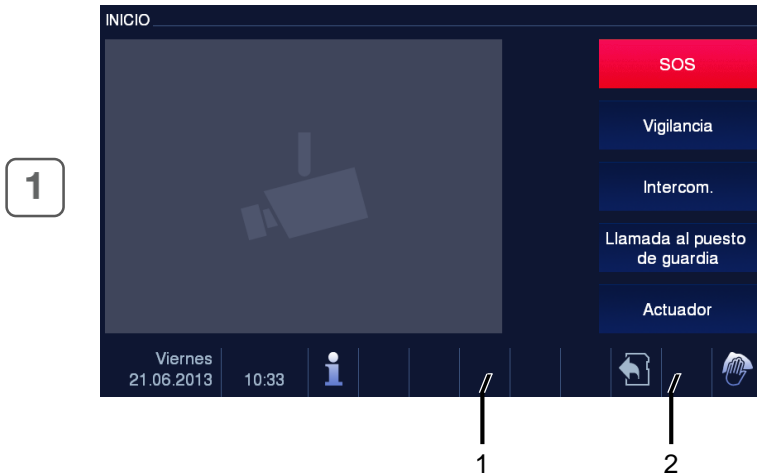 INICIO
SOS
Vigilancia
1
Intercom.
Llamada al puesto
de guardia
Actuador
Viernes
21.06.2013
10:33
1
2